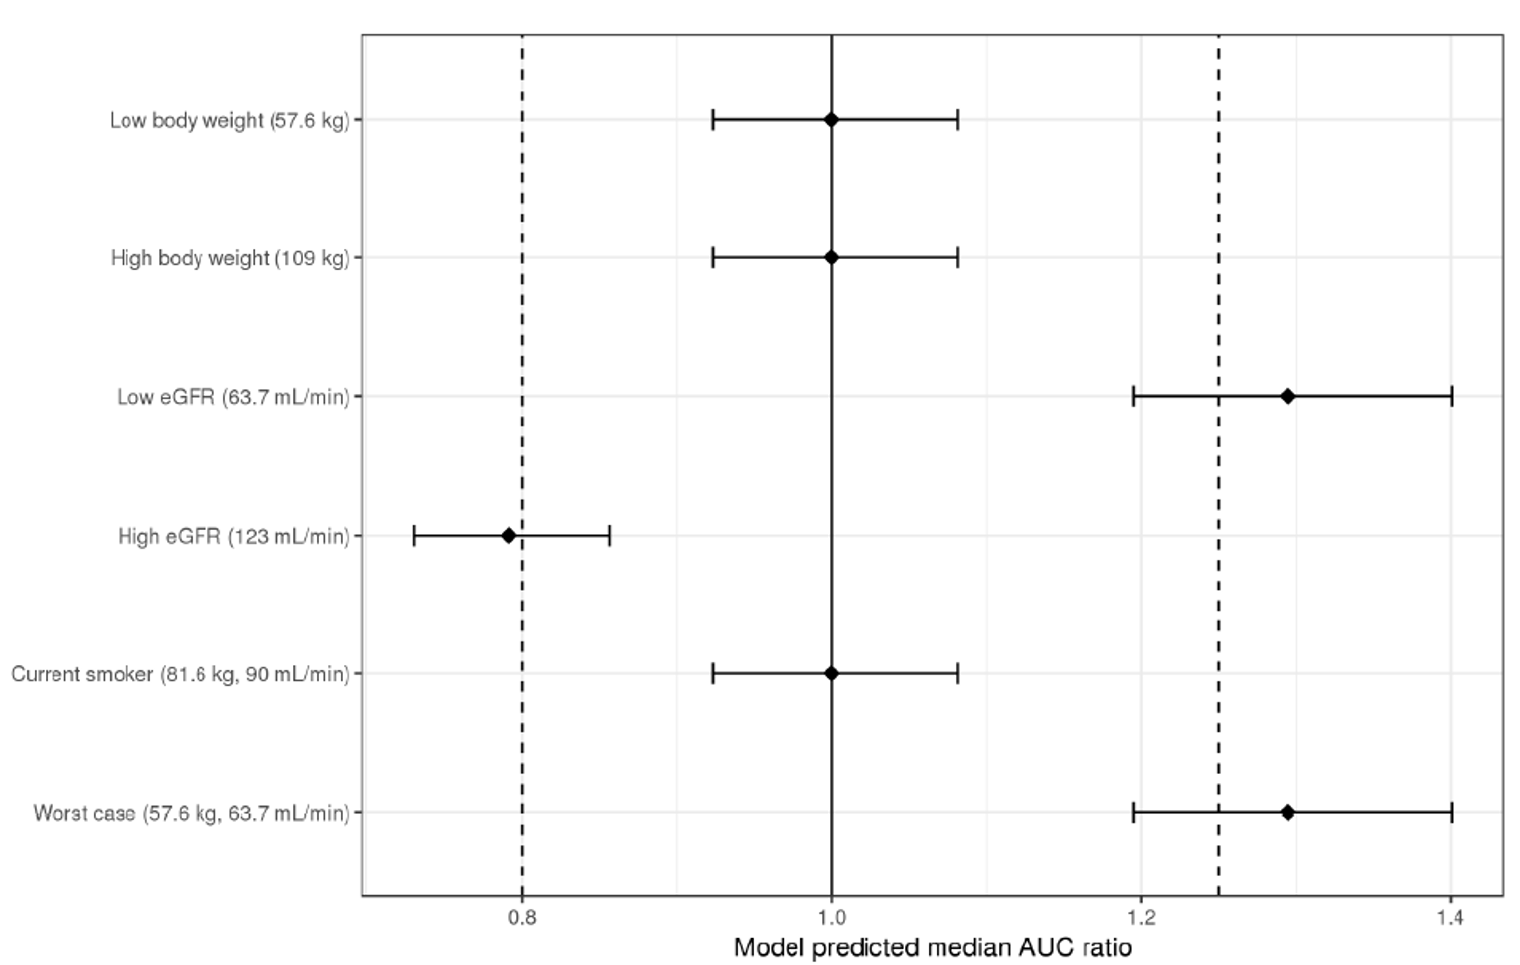 Low body weight (57.6 kg)
High body weight (109 kg)
Low eGFR (63.7 mL/min)
High eGFR (123 mL/min)
Current smoker (81.6 kg, 90 mL/min)
Worst case (57.6 kg, 63.7 mL/min)
0.8 1.0 1.2 1.4
Model predicted median AUC ratio